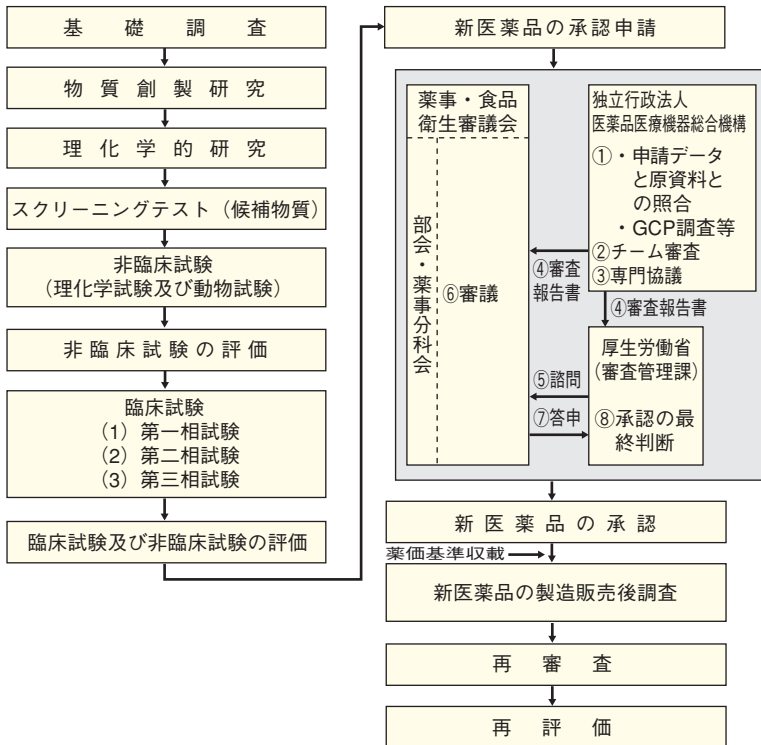 基礎調査
物質創製研究
理化学的研究
スクリーニングテスト（候補物質）
非臨床試験
（理化学試験及び動物試験）
非臨床試験の評価
臨床試験
（1）第一相試験
（2）第二相試験
（3）第三相試験
臨床試験及び非臨床試験の評価
新医薬品の承認申請
薬事・食品
衛生審議会
部会・薬事分科会
⑥審議
独立行政法人
医薬品医療機器総合機構
①・申請データ
と原資料と
の照合
・GCP調査等
②チーム審査
③専門協議
④審査
報告書
④審査報告書
厚生労働省
（審査管理課）
⑧承認の最
終判断
⑤諮問
⑦答申
新医薬品の承認
薬価基準収載
新医薬品の製造販売後調査
再審査
再評価